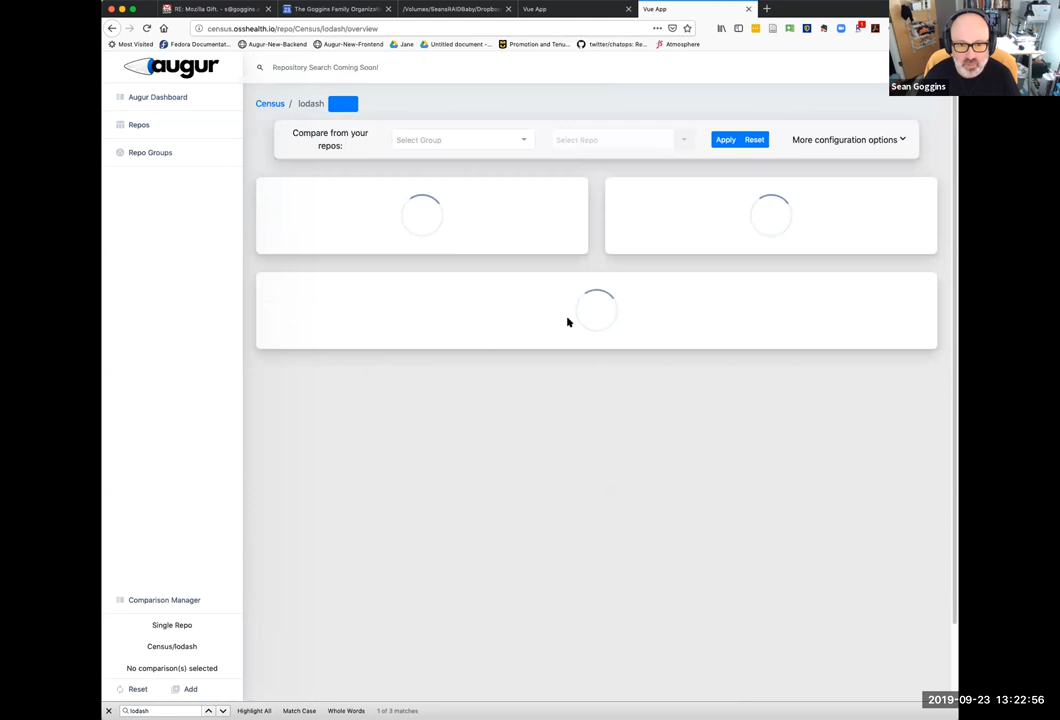 RE: Mozilla Gift. - s@goggins.
The Goggins Family Organizati
/Volumes/SeansRAIDBaby/Dropbo
Vue App
Vue App
census.osshealth.io/repo/Census/lodash/overview
Most Visited
Fedora Documentat...
Augur-New-Backend
Augur-New-Frontend
Jane
Untitled document -...
Promotion and Tenu...
twitter/chatops: Re...
Atmosphere
Sean Goggins
augur
Repository Search Coming Soon!
Augur Dashboard
Repos
Repo Groups
Census / lodash
Compare from your
repos:
Select Group
Select Repo
Apply
Reset
More configuration options
Comparison Manager
Single Repo
Census/lodash
No comparison(s) selected
Reset
Add
lodash
Highlight All
Match Case
Whole Words
1 of 3 matches
2019-09-23 13:22:56